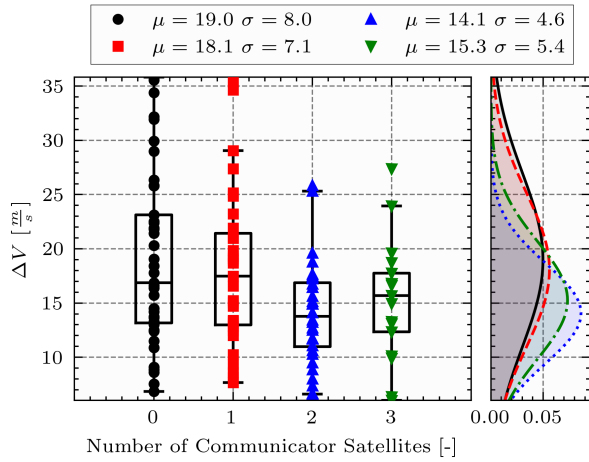 μ = 19.0 σ = 8.0
μ = 18.1 σ = 7.1
μ = 14.1 σ = 4.6
μ = 15.3 σ = 5.4
35
30
25
20
15
10
ΔV [m/s]
0 1 2 3
0.00 0.05
Number of Communicator Satellites [-]